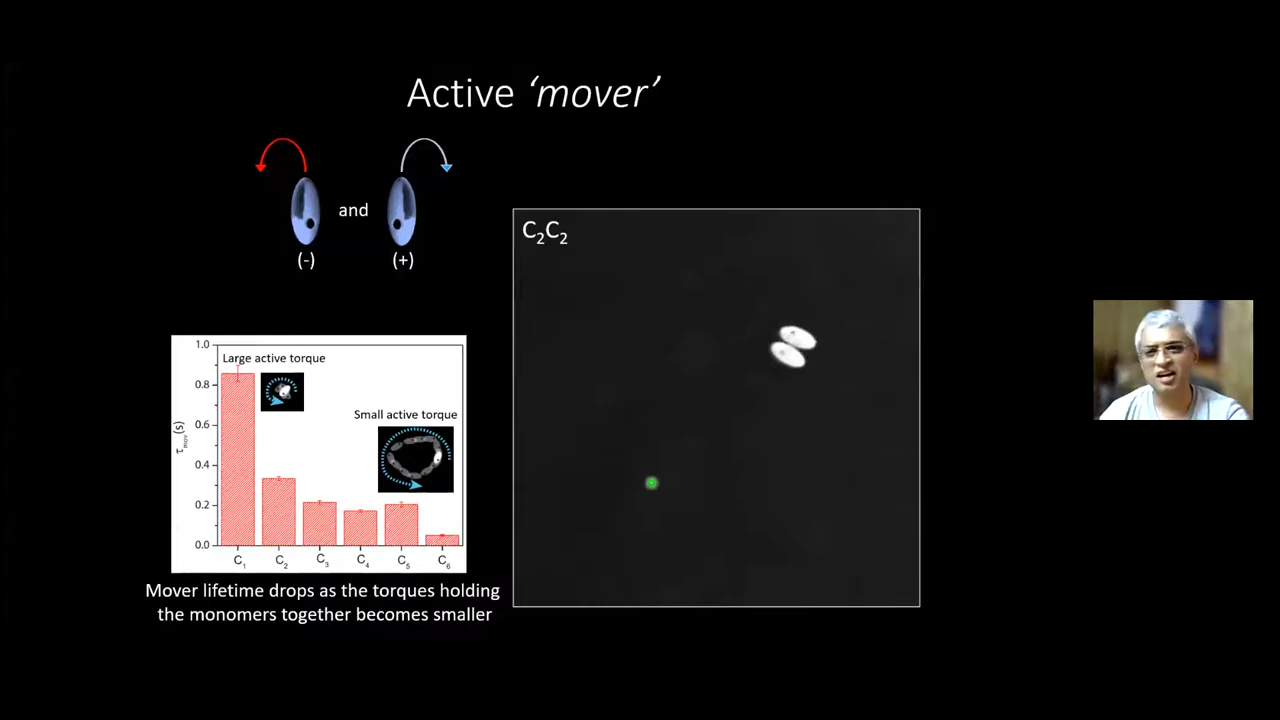 Active ‘mover’
and
(-)
(+)
C₂C₂
1.0
0.8
0.6
0.4
0.2
0.0
τmov(s)
Large active torque
Small active torque
C₁
C₂
C₃
C₄
C₅
C₆
Mover lifetime drops as the torques holding
the monomers together becomes smaller